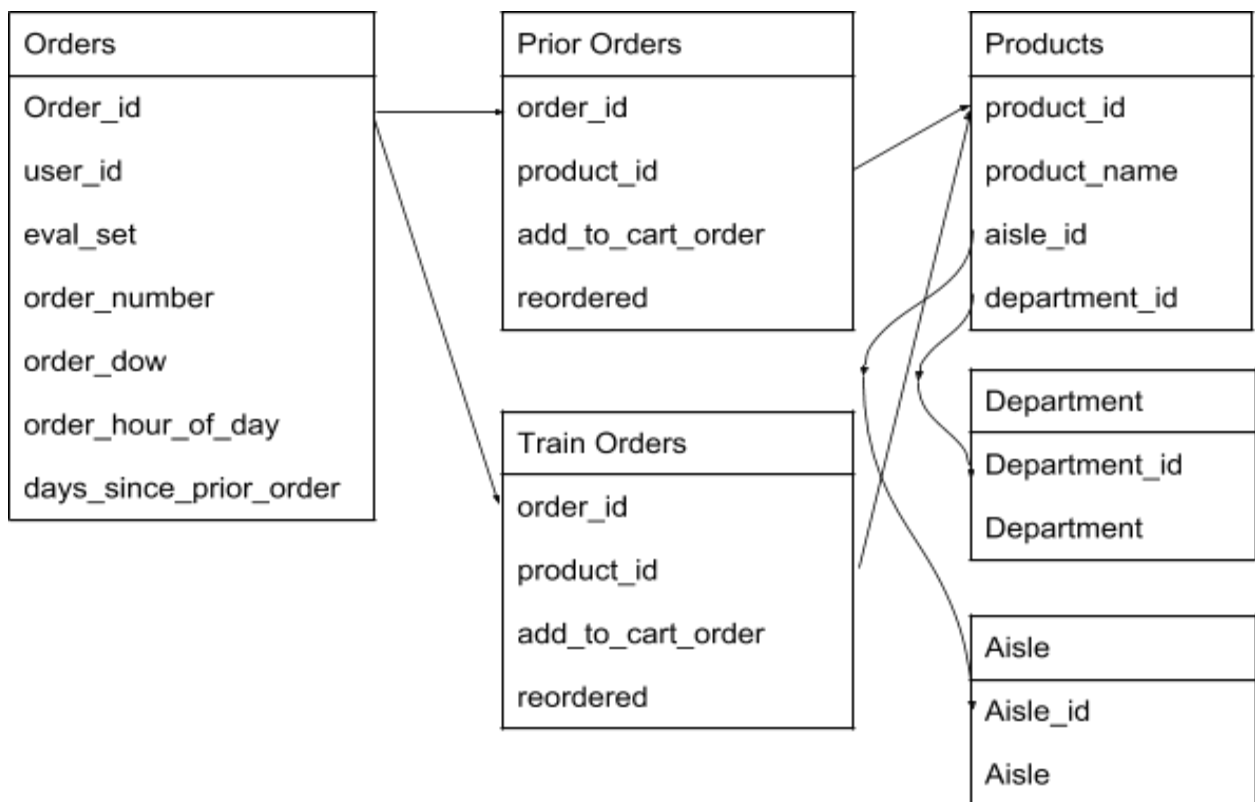 Orders
Order_id
user_id
eval_set
order_number
order_dow
order_hour_of_day
days_since_prior_order
Prior Orders
order_id
product_id
add_to_cart_order
reordered
Train Orders
order_id
product_id
add_to_cart_order
reordered
Products
product_id
product_name
aisle_id
department_id
Department
Department_id
Department
Aisle
Aisle_id
Aisle